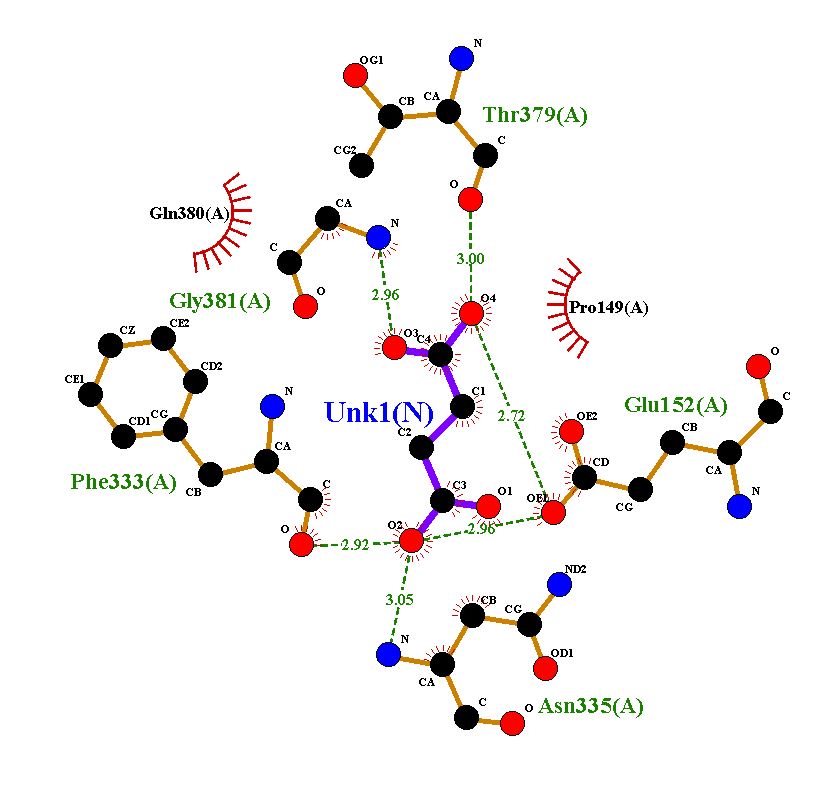 N
OG1
CB
CA
Thr379(A)
C
CG2
O
Gln380(A)
CA
N
C
3.00
O
2.96
Gly381(A)
O4
Pro149(A)
CE2
CZ
O3
C4
O
CD2
CE1
N
C1
C
Unk1(N)
2.72
OE2
Glu152(A)
CD1
CG
C2
CB
CA
CA
CD
Phe333(A)
CB
C
C3
O1
OE1
CG
N
O
2.92
O2
2.96
ND2
3.05
CB
CG
N
OD1
CA
C
O
Asn335(A)